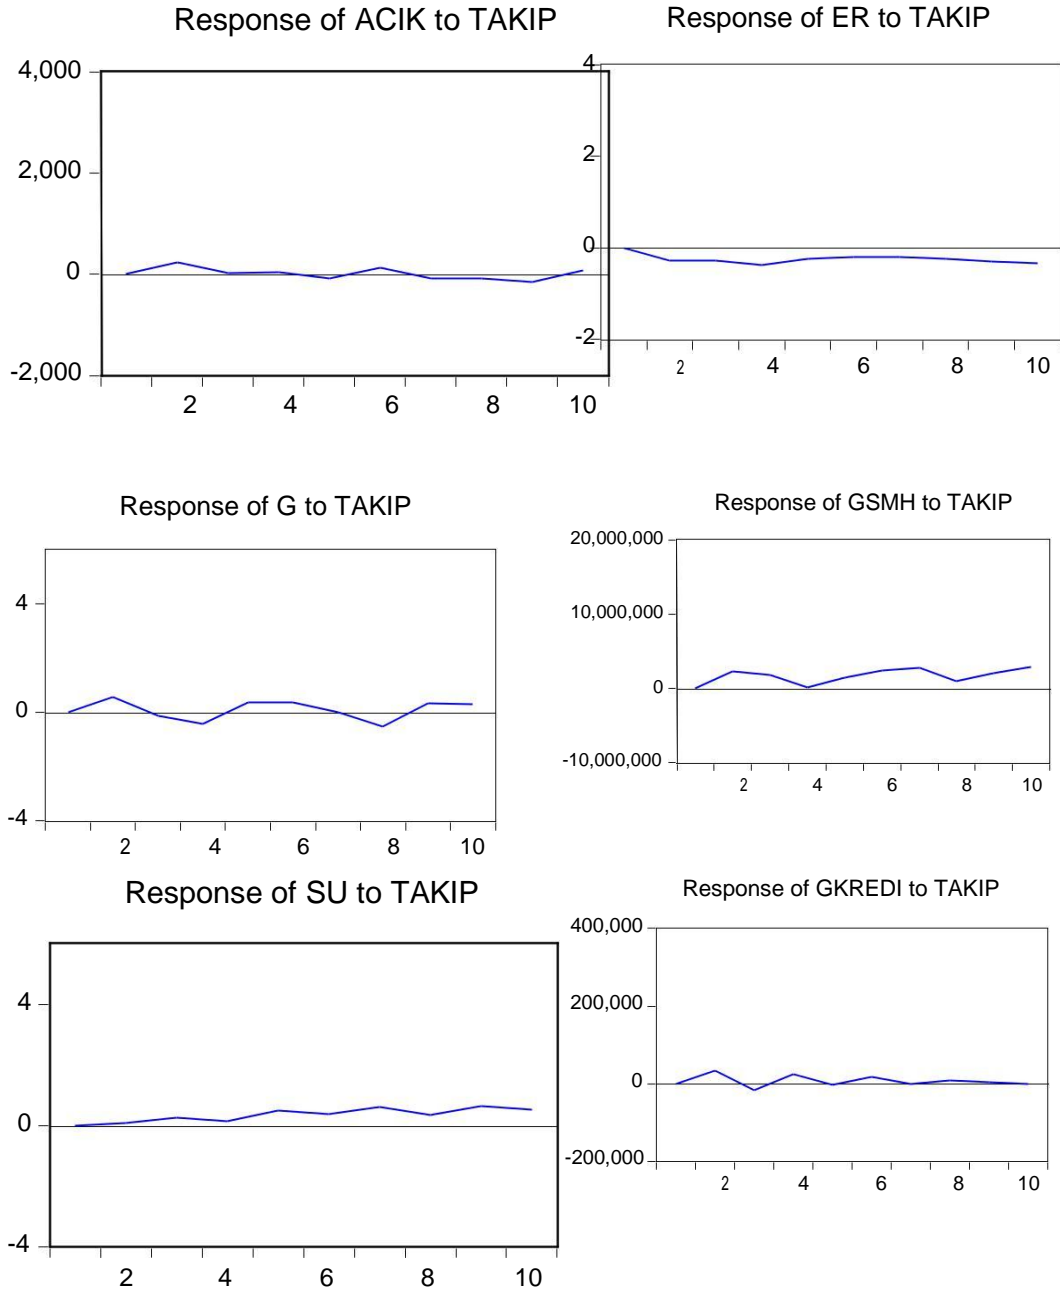 Response of ACIK to TAKIP
4,000
2,000
0
-2,000
2 4 6 8 10
Response of ER to TAKIP
4
2
0
-2
2 4 6 8 10
Response of G to TAKIP
4
0
-4
2 4 6 8 10
Response of GSMH to TAKIP
20,000,000
10,000,000
0
-10,000,000
2 4 6 8 10
Response of SU to TAKIP
4
0
-4
2 4 6 8 10
Response of GKREDI to TAKIP
400,000
200,000
0
-200,000
2 4 6 8 10